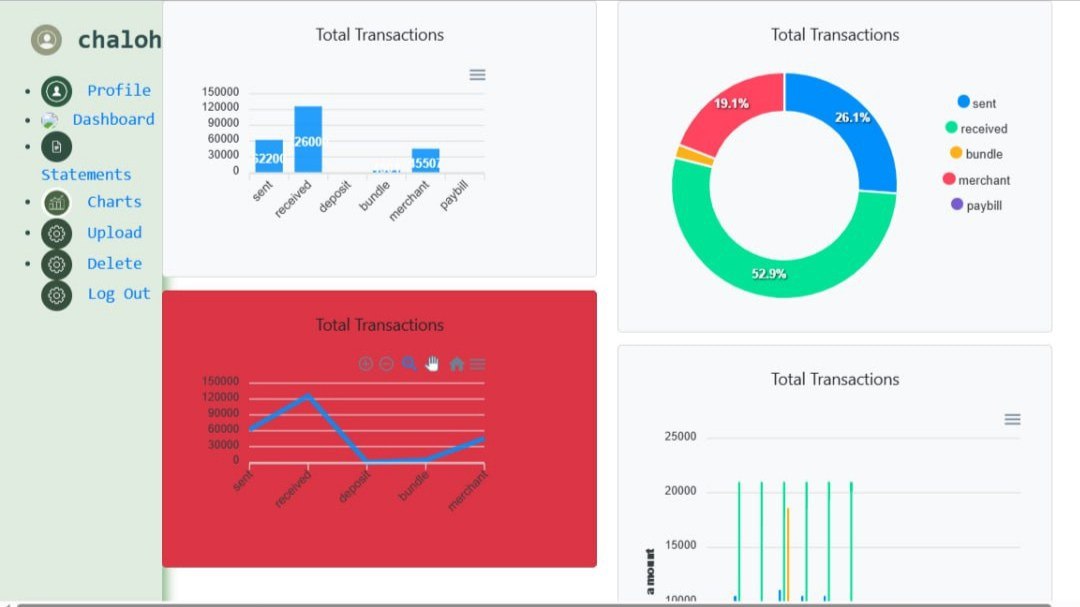 chaloh
Profile
Dashboard
Statements
Charts
Upload
Delete
Log Out
Total Transactions
150000
120000
90000
60000
30000
0
62200
2600
45507
sent
received
deposit
bundle
merchant
paybill
Total Transactions
19.1%
26.1%
52.9%
sent
received
bundle
merchant
paybill
Total Transactions
150000
120000
90000
60000
30000
0
sent
received
deposit
bundle
merchant
Total Transactions
25000
20000
15000
10000
amount